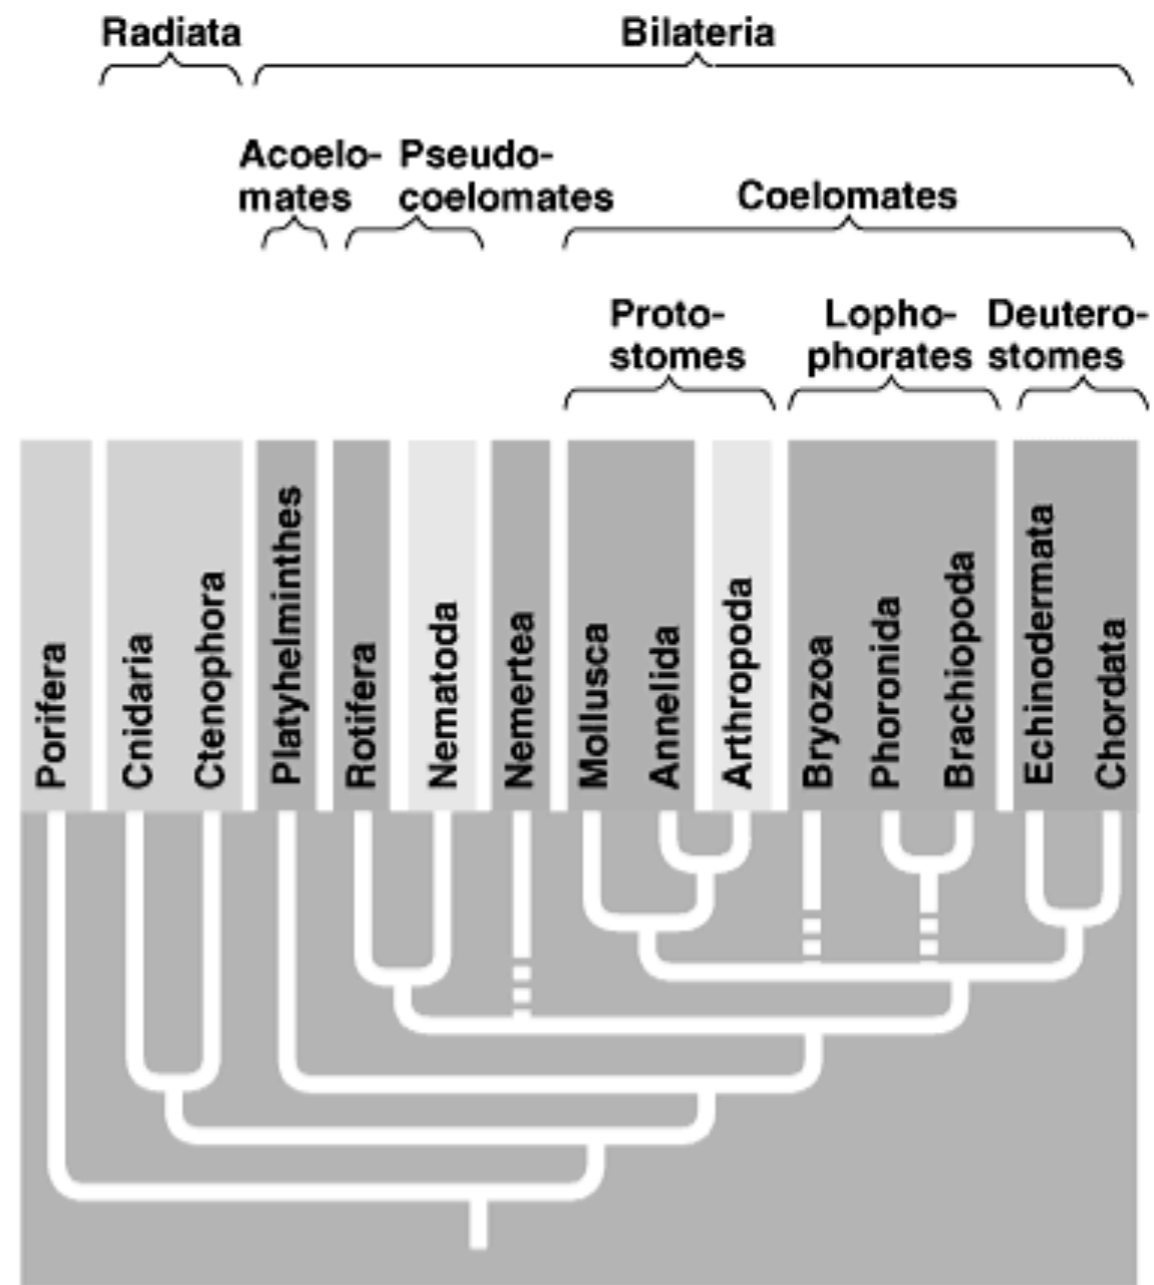 Radiata
Bilateria
Acoelo-
mates
Pseudo-
coelomates
Coelomates
Proto-
stomes
Lopho-
phorates
Deutero-
stomes
Porifera
Cnidaria
Ctenophora
Platyhelminthes
Rotifera
Nematoda
Nemertea
Mollusca
Annelida
Arthropoda
Bryozoa
Phoronida
Brachiopoda
Echinodermata
Chordata